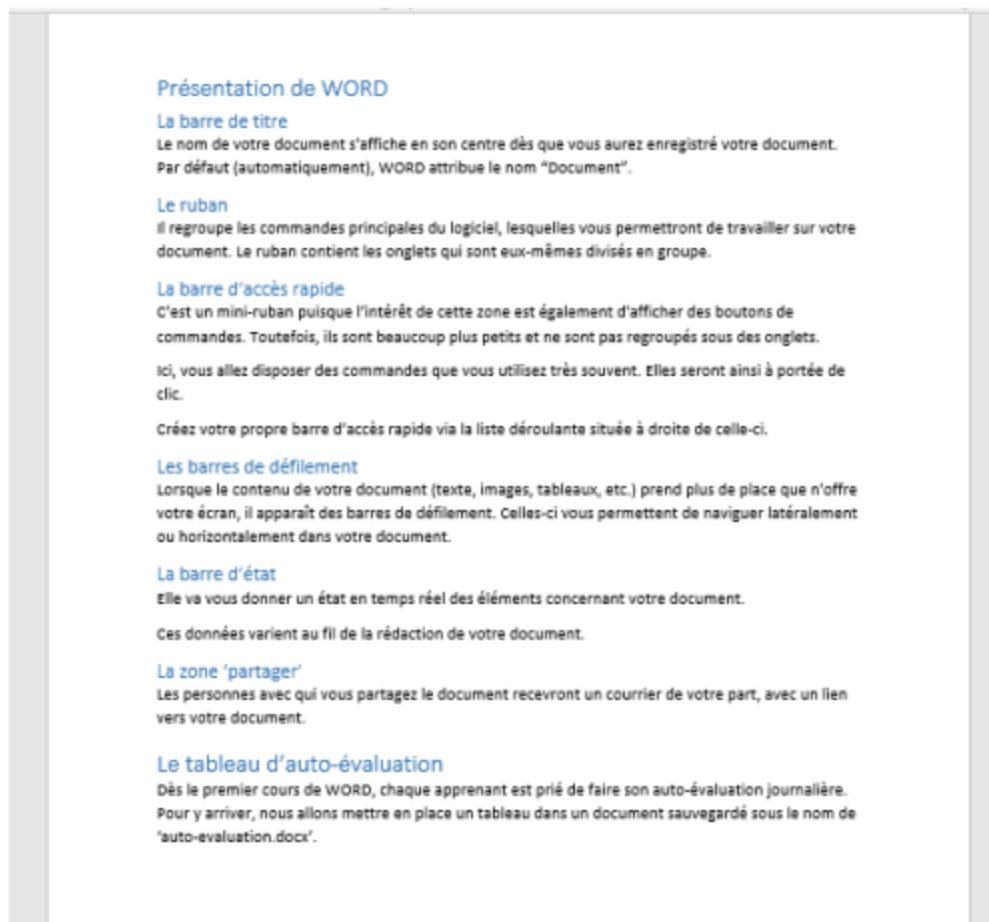 Présentation de WORD
La barre de titre
Le nom de votre document s'affiche en son centre dès que vous aurez enregistré votre document.
Par défaut (automatiquement), WORD attribue le nom “Document”.
Le ruban
Il regroupe les commandes principales du logiciel, lesquelles vous permettront de travailler sur votre
document. Le ruban contient les onglets qui sont eux-mêmes divisés en groupe.
La barre d’accès rapide
C'est un mini-ruban puisque l’intérêt de cette zone est également d'afficher des boutons de
commandes. Toutefois, ils sont beaucoup plus petits et ne sont pas regroupés sous des onglets.
Ici, vous allez disposer des commandes que vous utilisez très souvent. Elles seront ainsi à portée de
clic.
Créez votre propre barre d’accès rapide via la liste déroulante située à droite de celle-ci.
Les barres de défilement
Lorsque le contenu de votre document (texte, images, tableaux, etc.) prend plus de place que n'offre
votre écran, il apparaît des barres de défilement. Celles-ci vous permettent de naviguer latéralement
ou horizontalement dans votre document.
La barre d’état
Elle va vous donner un état en temps réel des éléments concernant votre document.
Ces données varient au fil de la rédaction de votre document.
La zone ‘partager’
Les personnes avec qui vous partagez le document recevront un courrier de votre part, avec un lien
vers votre document.
Le tableau d’auto-évaluation
Dès le premier cours de WORD, chaque apprenant est prié de faire son auto-évaluation journalière.
Pour y arriver, nous allons mettre en place un tableau dans un document sauvegardé sous le nom de
‘auto-evaluation.docx’.